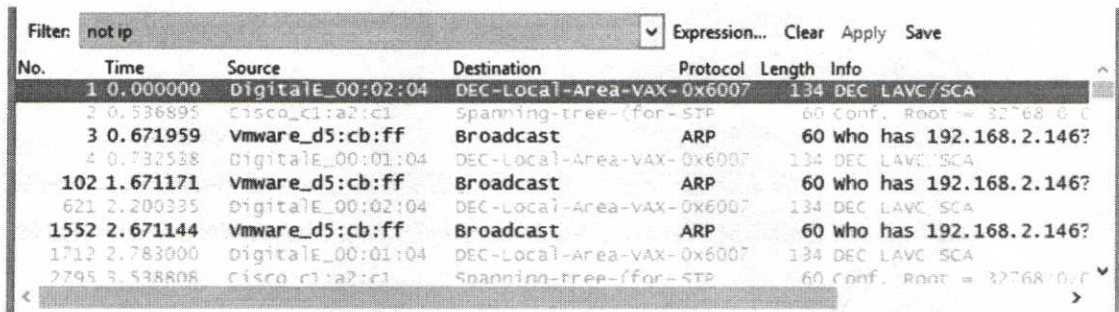 Filter: not ip Expression... Clear Apply Save
No. Time Source Destination Protocol Length Info
1 0.000000 DigitalE_00:02:04 DEC-Local-Area-VAX- 0x6007 134 DEC LAVC/SCA
2 0.536895 Cisco_c1:a2:c1 Spanning-tree-(for- STP 60 Conf. Root = 32768/0/
3 0.671959 Vmware_d5:cb:ff Broadcast ARP 60 Who has 192.168.2.146?
4 0.732538 DigitalE_00:01:04 DEC-Local-Area-VAX- 0x6007 134 DEC LAVC/SCA
102 1.671171 Vmware_d5:cb:ff Broadcast ARP 60 Who has 192.168.2.146?
621 2.200335 DigitalE_00:02:04 DEC-Local-Area-VAX- 0x6007 134 DEC LAVC/SCA
1552 2.671144 Vmware_d5:cb:ff Broadcast ARP 60 Who has 192.168.2.146?
1712 2.783000 DigitalE_00:01:04 DEC-Local-Area-VAX- 0x6007 134 DEC LAVC/SCA
2795 3.538808 Cisco_c1:a2:c1 Spanning-tree-(for- STP 60 Conf. Root = 32768/0/